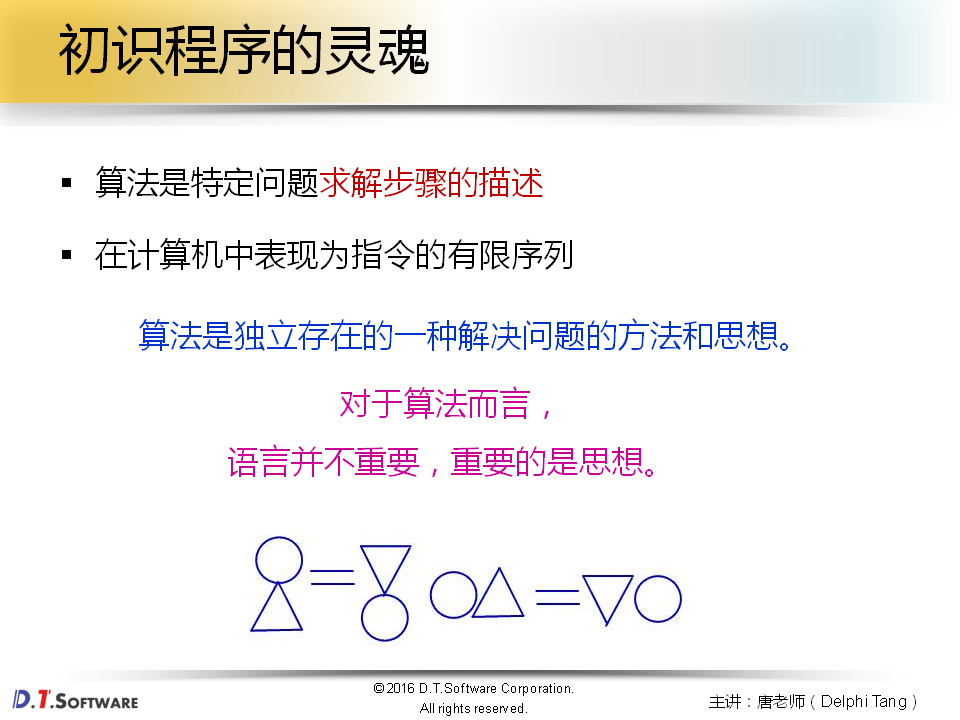 初识程序的灵魂
▪ 算法是特定问题求解步骤的描述
▪ 在计算机中表现为指令的有限序列
算法是独立存在的一种解决问题的方法和思想。
对于算法而言，
语言并不重要，重要的是思想。
D.T.SOFTWARE
©2016 D.T.Software Corporation.
All rights reserved.
主讲：唐老师（Delphi Tang）